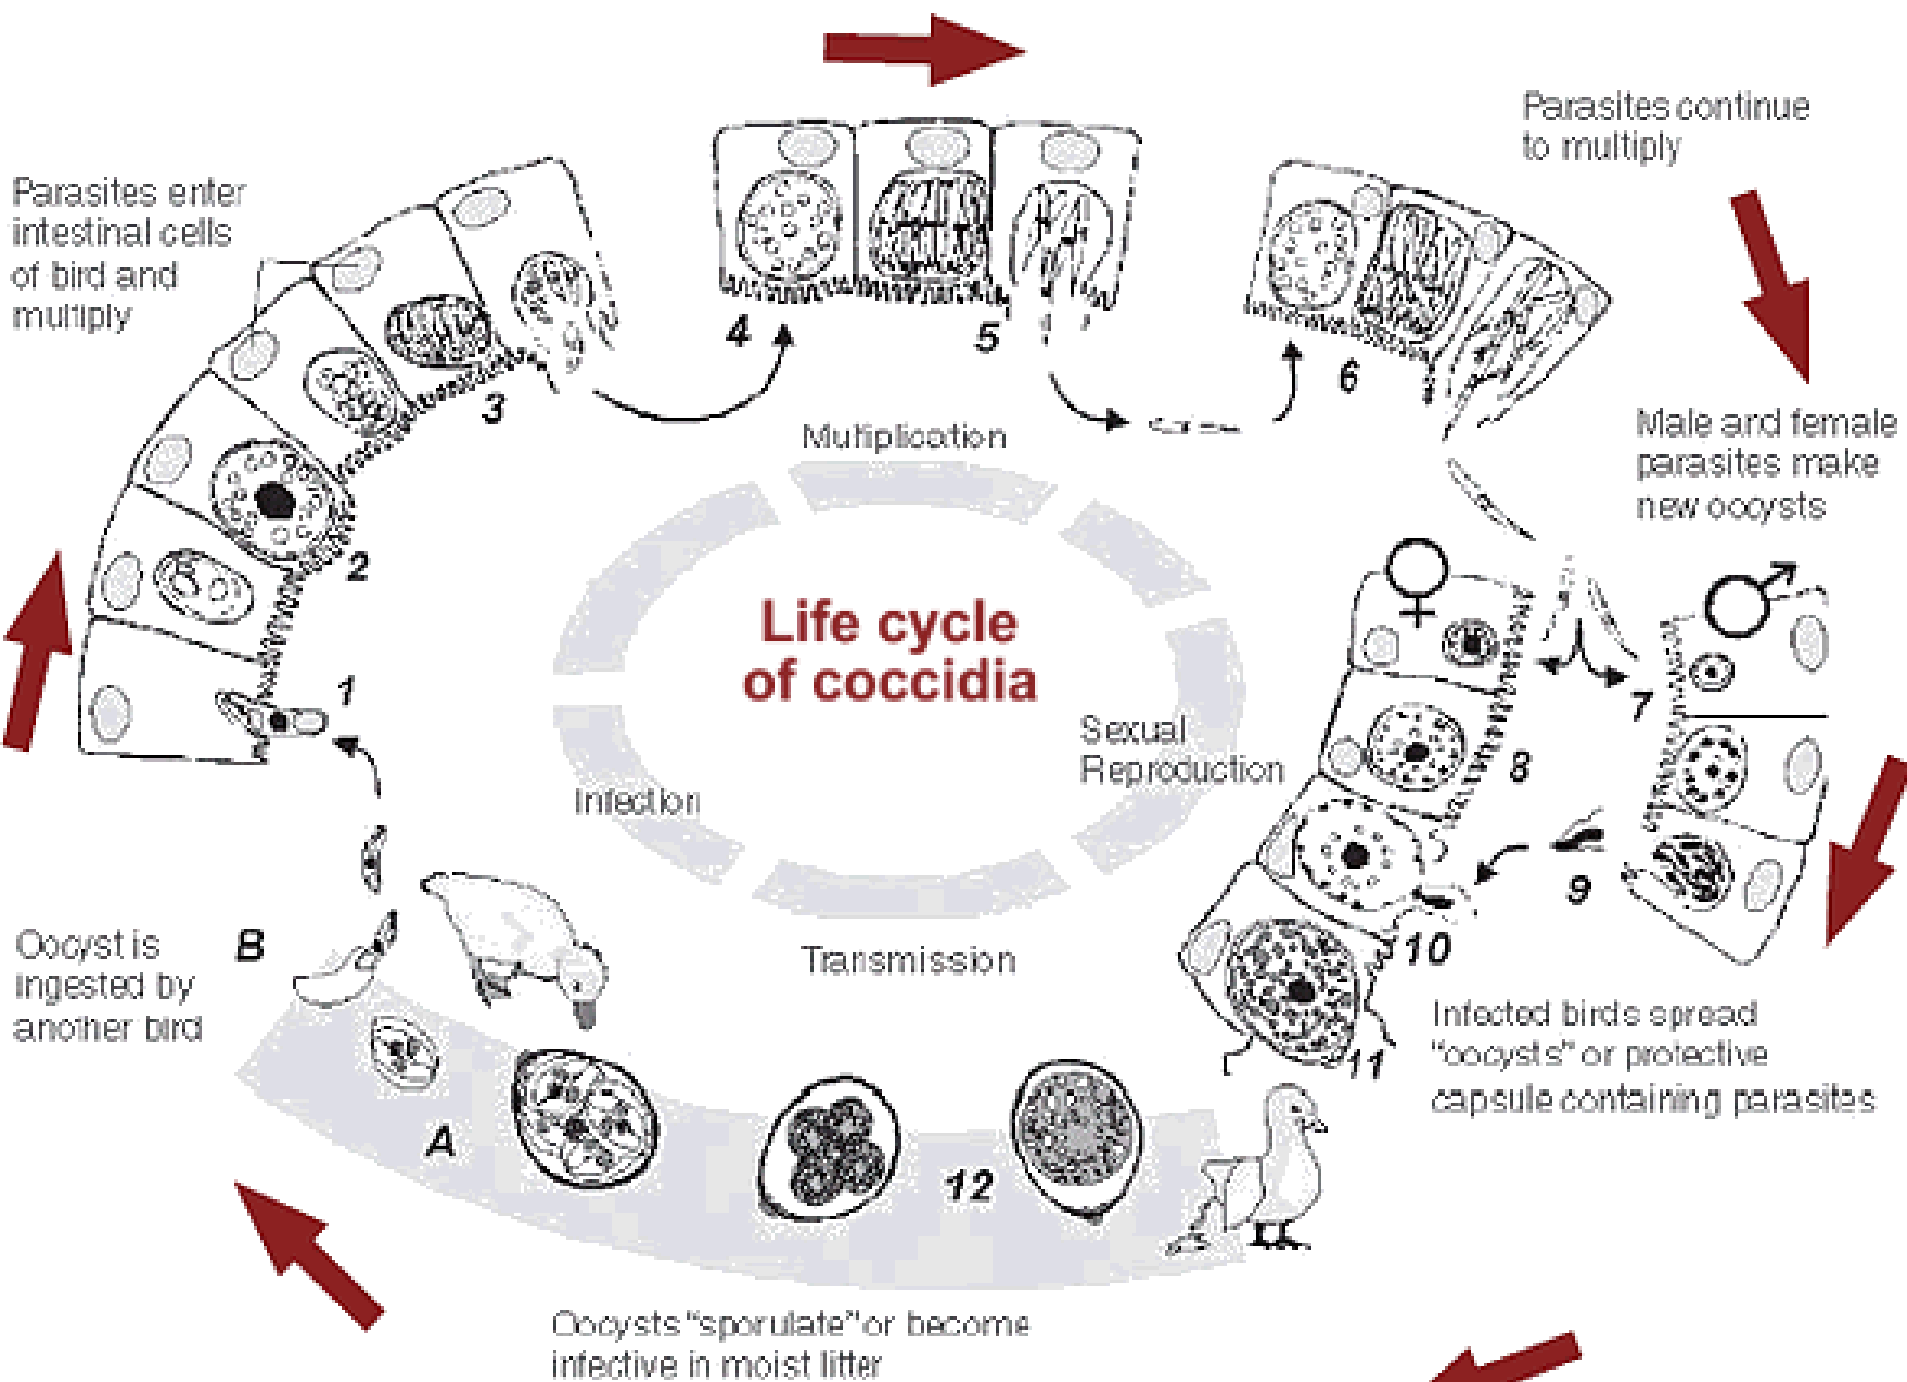 Parasites enter
intestinal cells
of bird and
multiply
Parasites continue
to multiply
Male and female
parasites make
new oocysts
Multiplication
Life cycle
of coccidia
Sexual
Reproduction
Infection
Transmission
Oocyst is
ingested by
another bird
Infected birds spread
"oocysts" or protective
capsule containing parasites
Oocysts "sporulate" or become
infective in moist litter
1
2
3
4
5
6
7
8
9
10
11
12
A
B